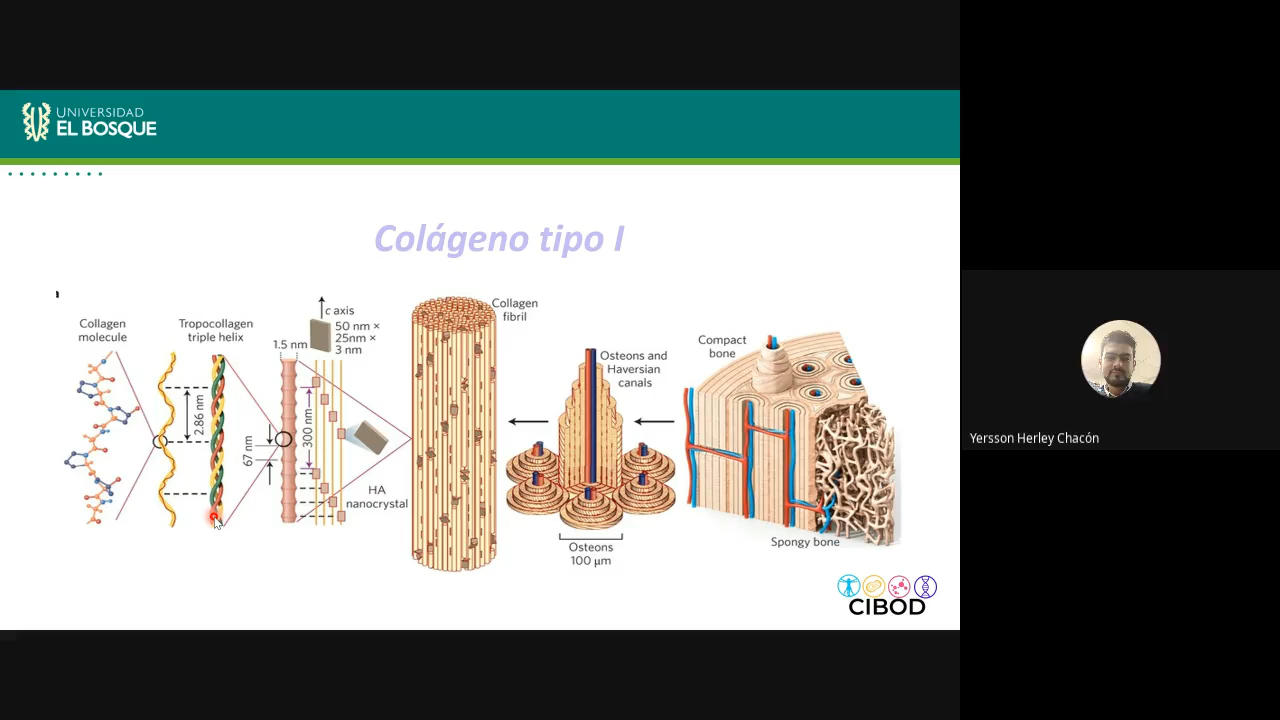 UNIVERSIDAD
EL BOSQUE
Colágeno tipo I
Collagen
molecule
Tropocollagen
triple helix
2.86 nm
1.5 nm
67 nm
c axis
50 nm ×
25nm ×
3 nm
300 nm
HA
nanocrystal
Collagen
fibril
Osteons and
Haversian
canals
Osteons
100 µm
Compact
bone
Spongy bone
CIBOD
Yersson Herley Chacón